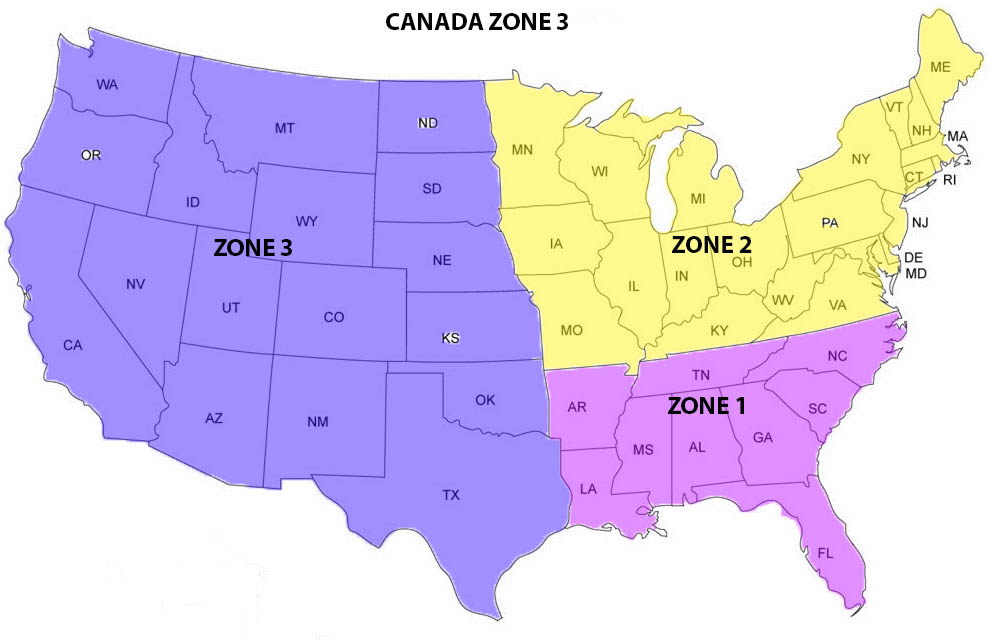 CANADA ZONE 3
ME
WA
VT
ND
MT
NH
MA
MN
OR
NY
WI
CT
RI
SD
MI
ID
WY
PA
NJ
ZONE 3
ZONE 2
IA
NE
OH
DE
MD
NV
IN
IL
UT
WV
VA
CO
MO
KY
KS
CA
NC
TN
OK
ZONE 1
AR
SC
AZ
NM
GA
MS
AL
LA
TX
FL